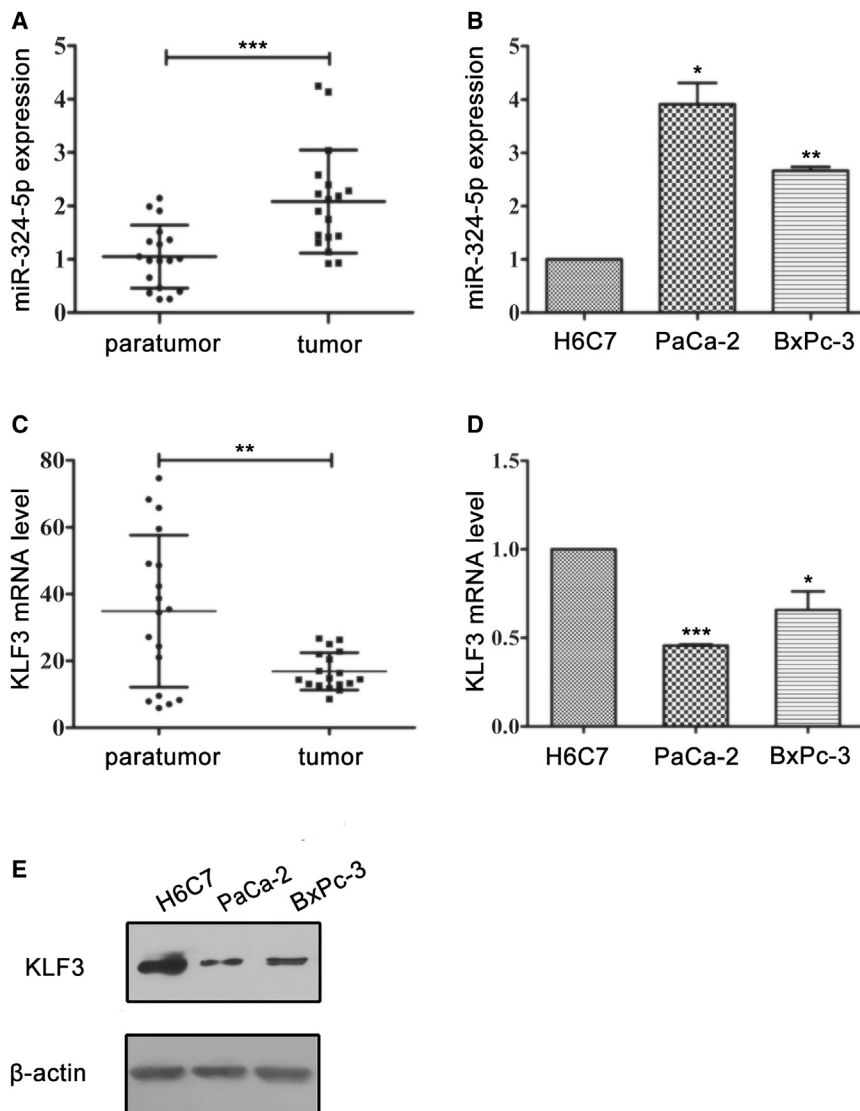 A
miR-324-5p expression
5
4
3
2
1
0
***
paratumor
tumor
B
miR-324-5p expression
5
4
3
2
1
0
*
**
H6C7
PaCa-2
BxPc-3
C
KLF3 mRNA level
80
60
40
20
0
**
paratumor
tumor
D
KLF3 mRNA level
1.5
1.0
0.5
0.0
***
*
H6C7
PaCa-2
BxPc-3
E
H6C7
PaCa-2
BxPc-3
KLF3
β-actin